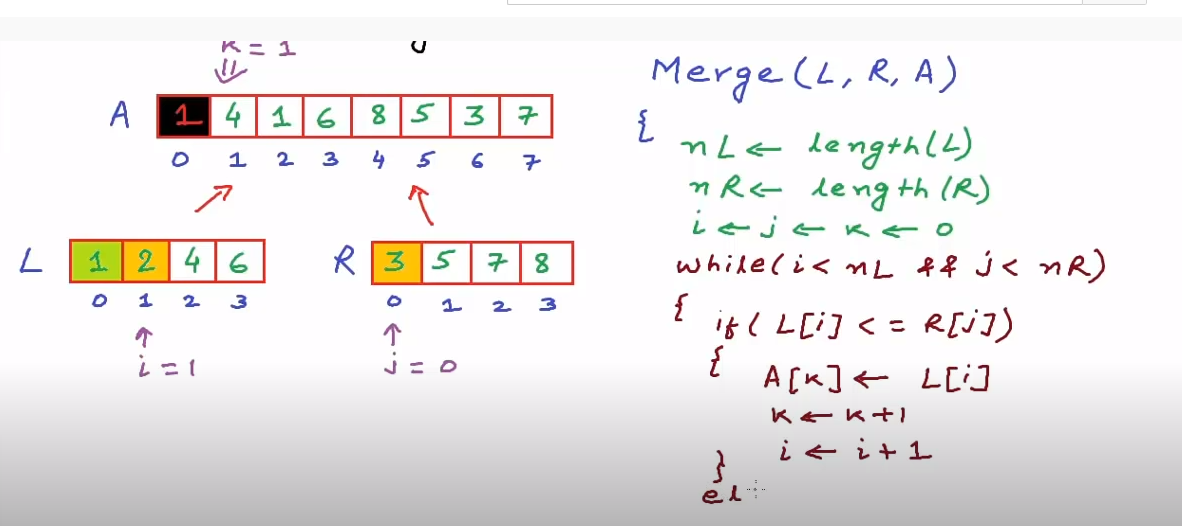 K = 1
A 1 4 1 6 8 5 3 7
0 1 2 3 4 5 6 7
L 1 2 4 6
0 1 2 3
i = 1
R 3 5 7 8
0 1 2 3
j = 0
Merge(L, R, A)
{
nL ← length(L)
nR ← length(R)
i ← j ← k ← 0
while(i < nL && j < nR)
{ if( L[i] <= R[j])
{ A[k] ← L[i]
k ← k+1
i ← i + 1
}
el